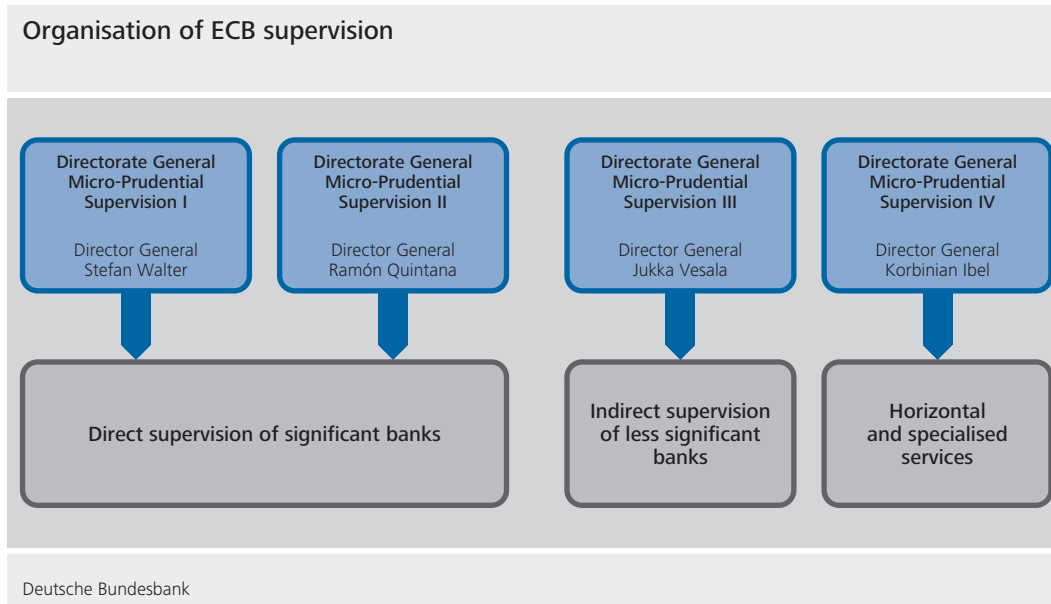 Organisation of ECB supervision
Directorate General
Micro-Prudential
Supervision I
Director General
Stefan Walter
Directorate General
Micro-Prudential
Supervision II
Director General
Ramón Quintana
Directorate General
Micro-Prudential
Supervision III
Director General
Jukka Vesala
Directorate General
Micro-Prudential
Supervision IV
Director General
Korbinian Ibel
Direct supervision of significant banks
Indirect supervision
of less significant
banks
Horizontal
and specialised
services
Deutsche Bundesbank